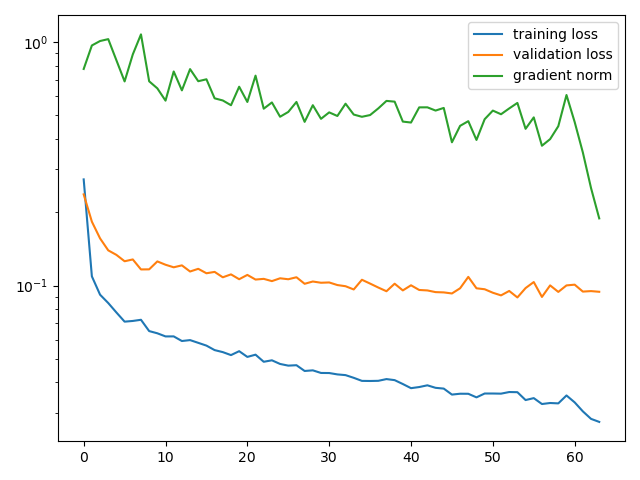 training loss
validation loss
gradient norm
10⁰
10⁻¹
0 10 20 30 40 50 60